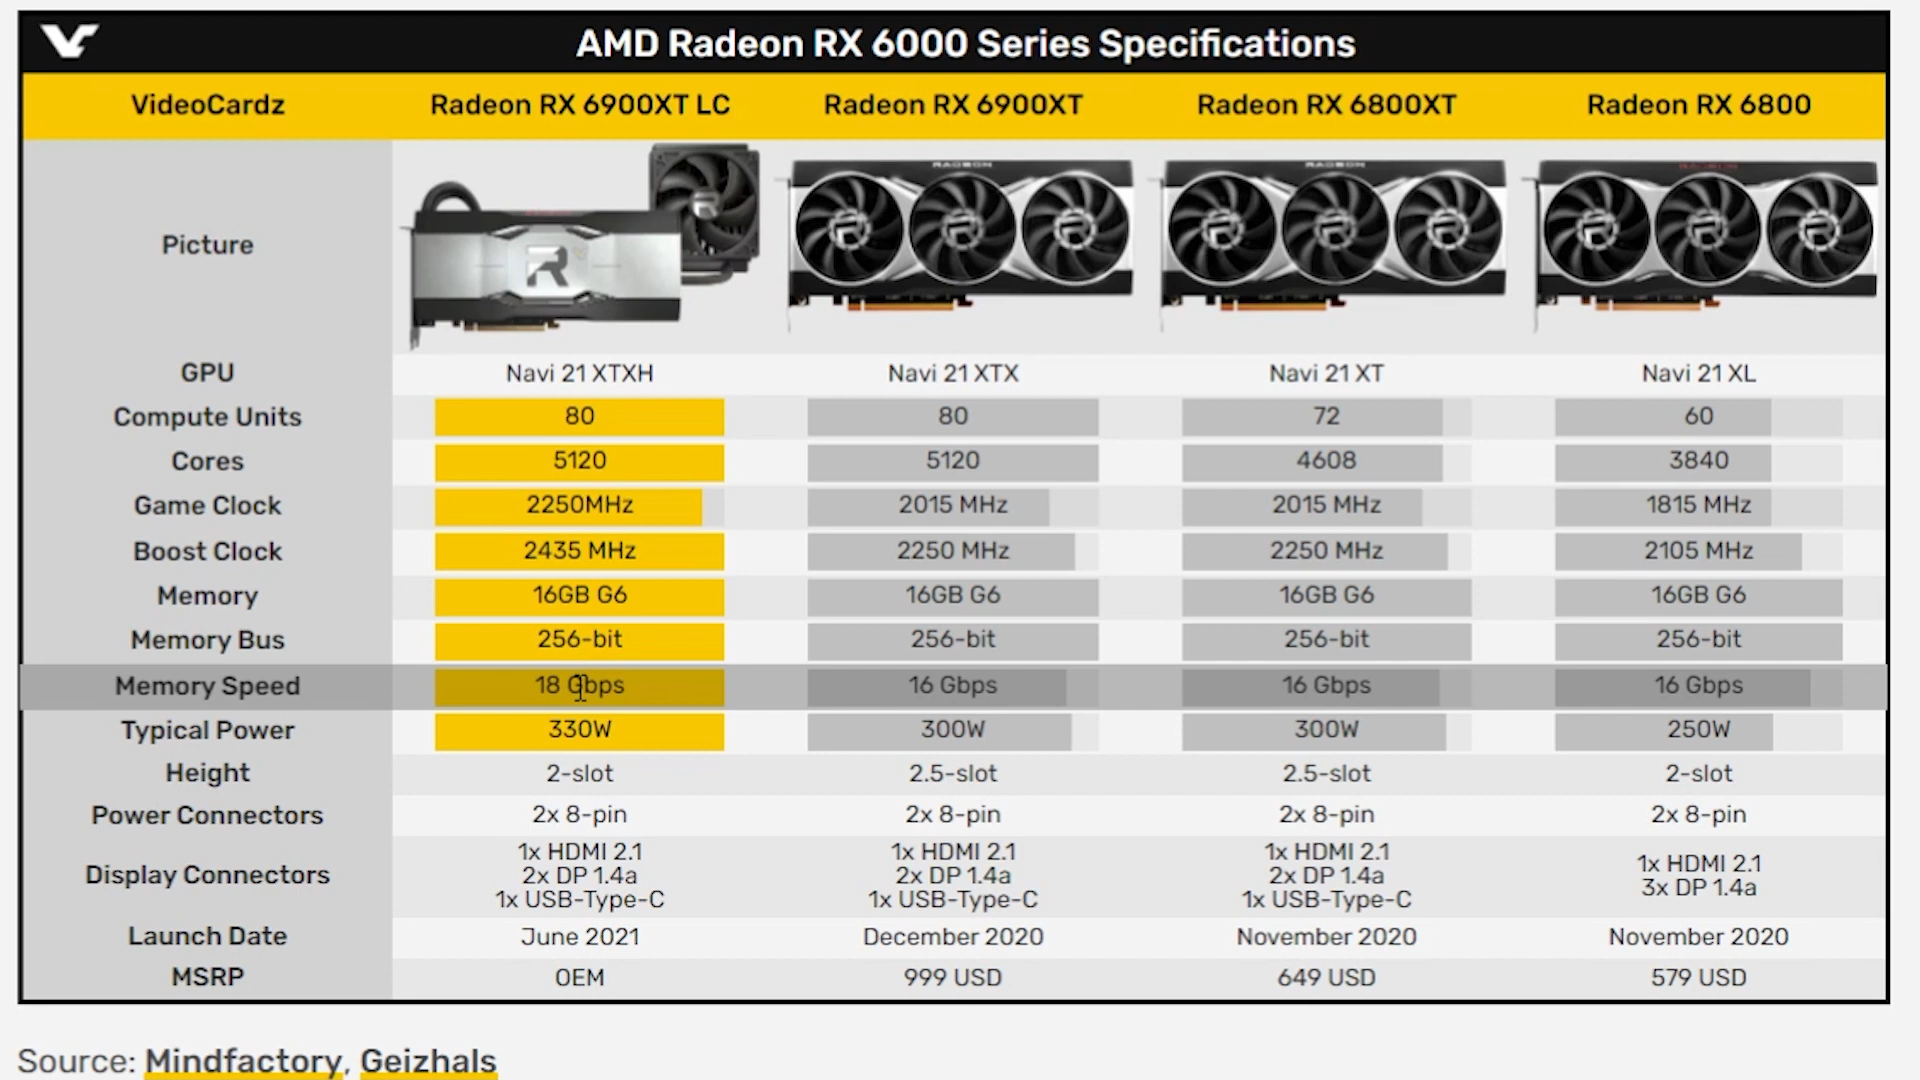 AMD Radeon RX 6000 Series Specifications
VideoCardz Radeon RX 6900XT LC Radeon RX 6900XT Radeon RX 6800XT Radeon RX 6800
Picture
RADEON RADEON RADEON
GPU Navi 21 XTXH Navi 21 XTX Navi 21 XT Navi 21 XL
Compute Units 80 80 72 60
Cores 5120 5120 4608 3840
Game Clock 2250MHz 2015 MHz 2015 MHz 1815 MHz
Boost Clock 2435 MHz 2250 MHz 2250 MHz 2105 MHz
Memory 16GB G6 16GB G6 16GB G6 16GB G6
Memory Bus 256-bit 256-bit 256-bit 256-bit
Memory Speed 18 Gbps 16 Gbps 16 Gbps 16 Gbps
Typical Power 330W 300W 300W 250W
Height 2-slot 2.5-slot 2.5-slot 2-slot
Power Connectors 2x 8-pin 2x 8-pin 2x 8-pin 2x 8-pin
Display Connectors
1x HDMI 2.1
2x DP 1.4a
1x USB-Type-C
1x HDMI 2.1
2x DP 1.4a
1x USB-Type-C
1x HDMI 2.1
2x DP 1.4a
1x USB-Type-C
1x HDMI 2.1
3x DP 1.4a
Launch Date June 2021 December 2020 November 2020 November 2020
MSRP OEM 999 USD 649 USD 579 USD
Source: Mindfactory, Geizhals